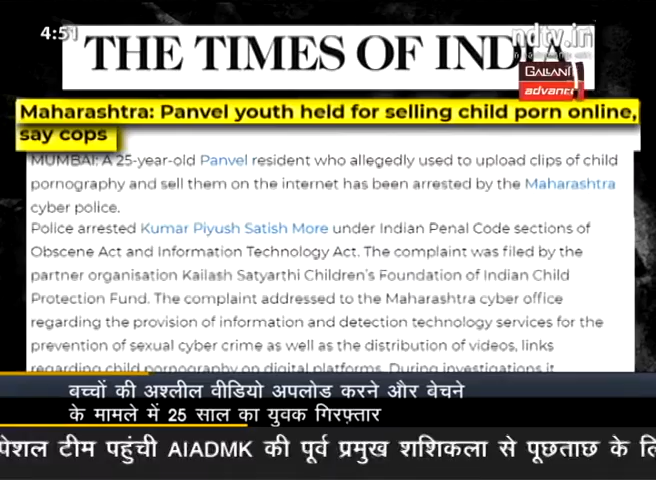 4:51
ndtv.in
THE TIMES OF INDIA
GALLANTT
advance
Maharashtra: Panvel youth held for selling child porn online,
say cops
MUMBAI: A 25-year-old Panvel resident who allegedly used to upload clips of child
pornography and sell them on the internet has been arrested by the Maharashtra
cyber police.
Police arrested Kumar Piyush Satish More under Indian Penal Code sections of
Obscene Act and Information Technology Act. The complaint was filed by the
partner organisation Kailash Satyarthi Children's Foundation of Indian Child
Protection Fund. The complaint addressed to the Maharashtra cyber office
regarding the provision of information and detection technology services for the
prevention of sexual cyber crime as well as the distribution of videos, links
regarding child pornography on digital platforms. During investigations it
बच्चों की अश्लील वीडियो अपलोड करने और बेचने
के मामले में 25 साल का युवक गिरफ़्तार
पेशल टीम पहुंची AIADMK की पूर्व प्रमुख शशिकला से पूछताछ के लि